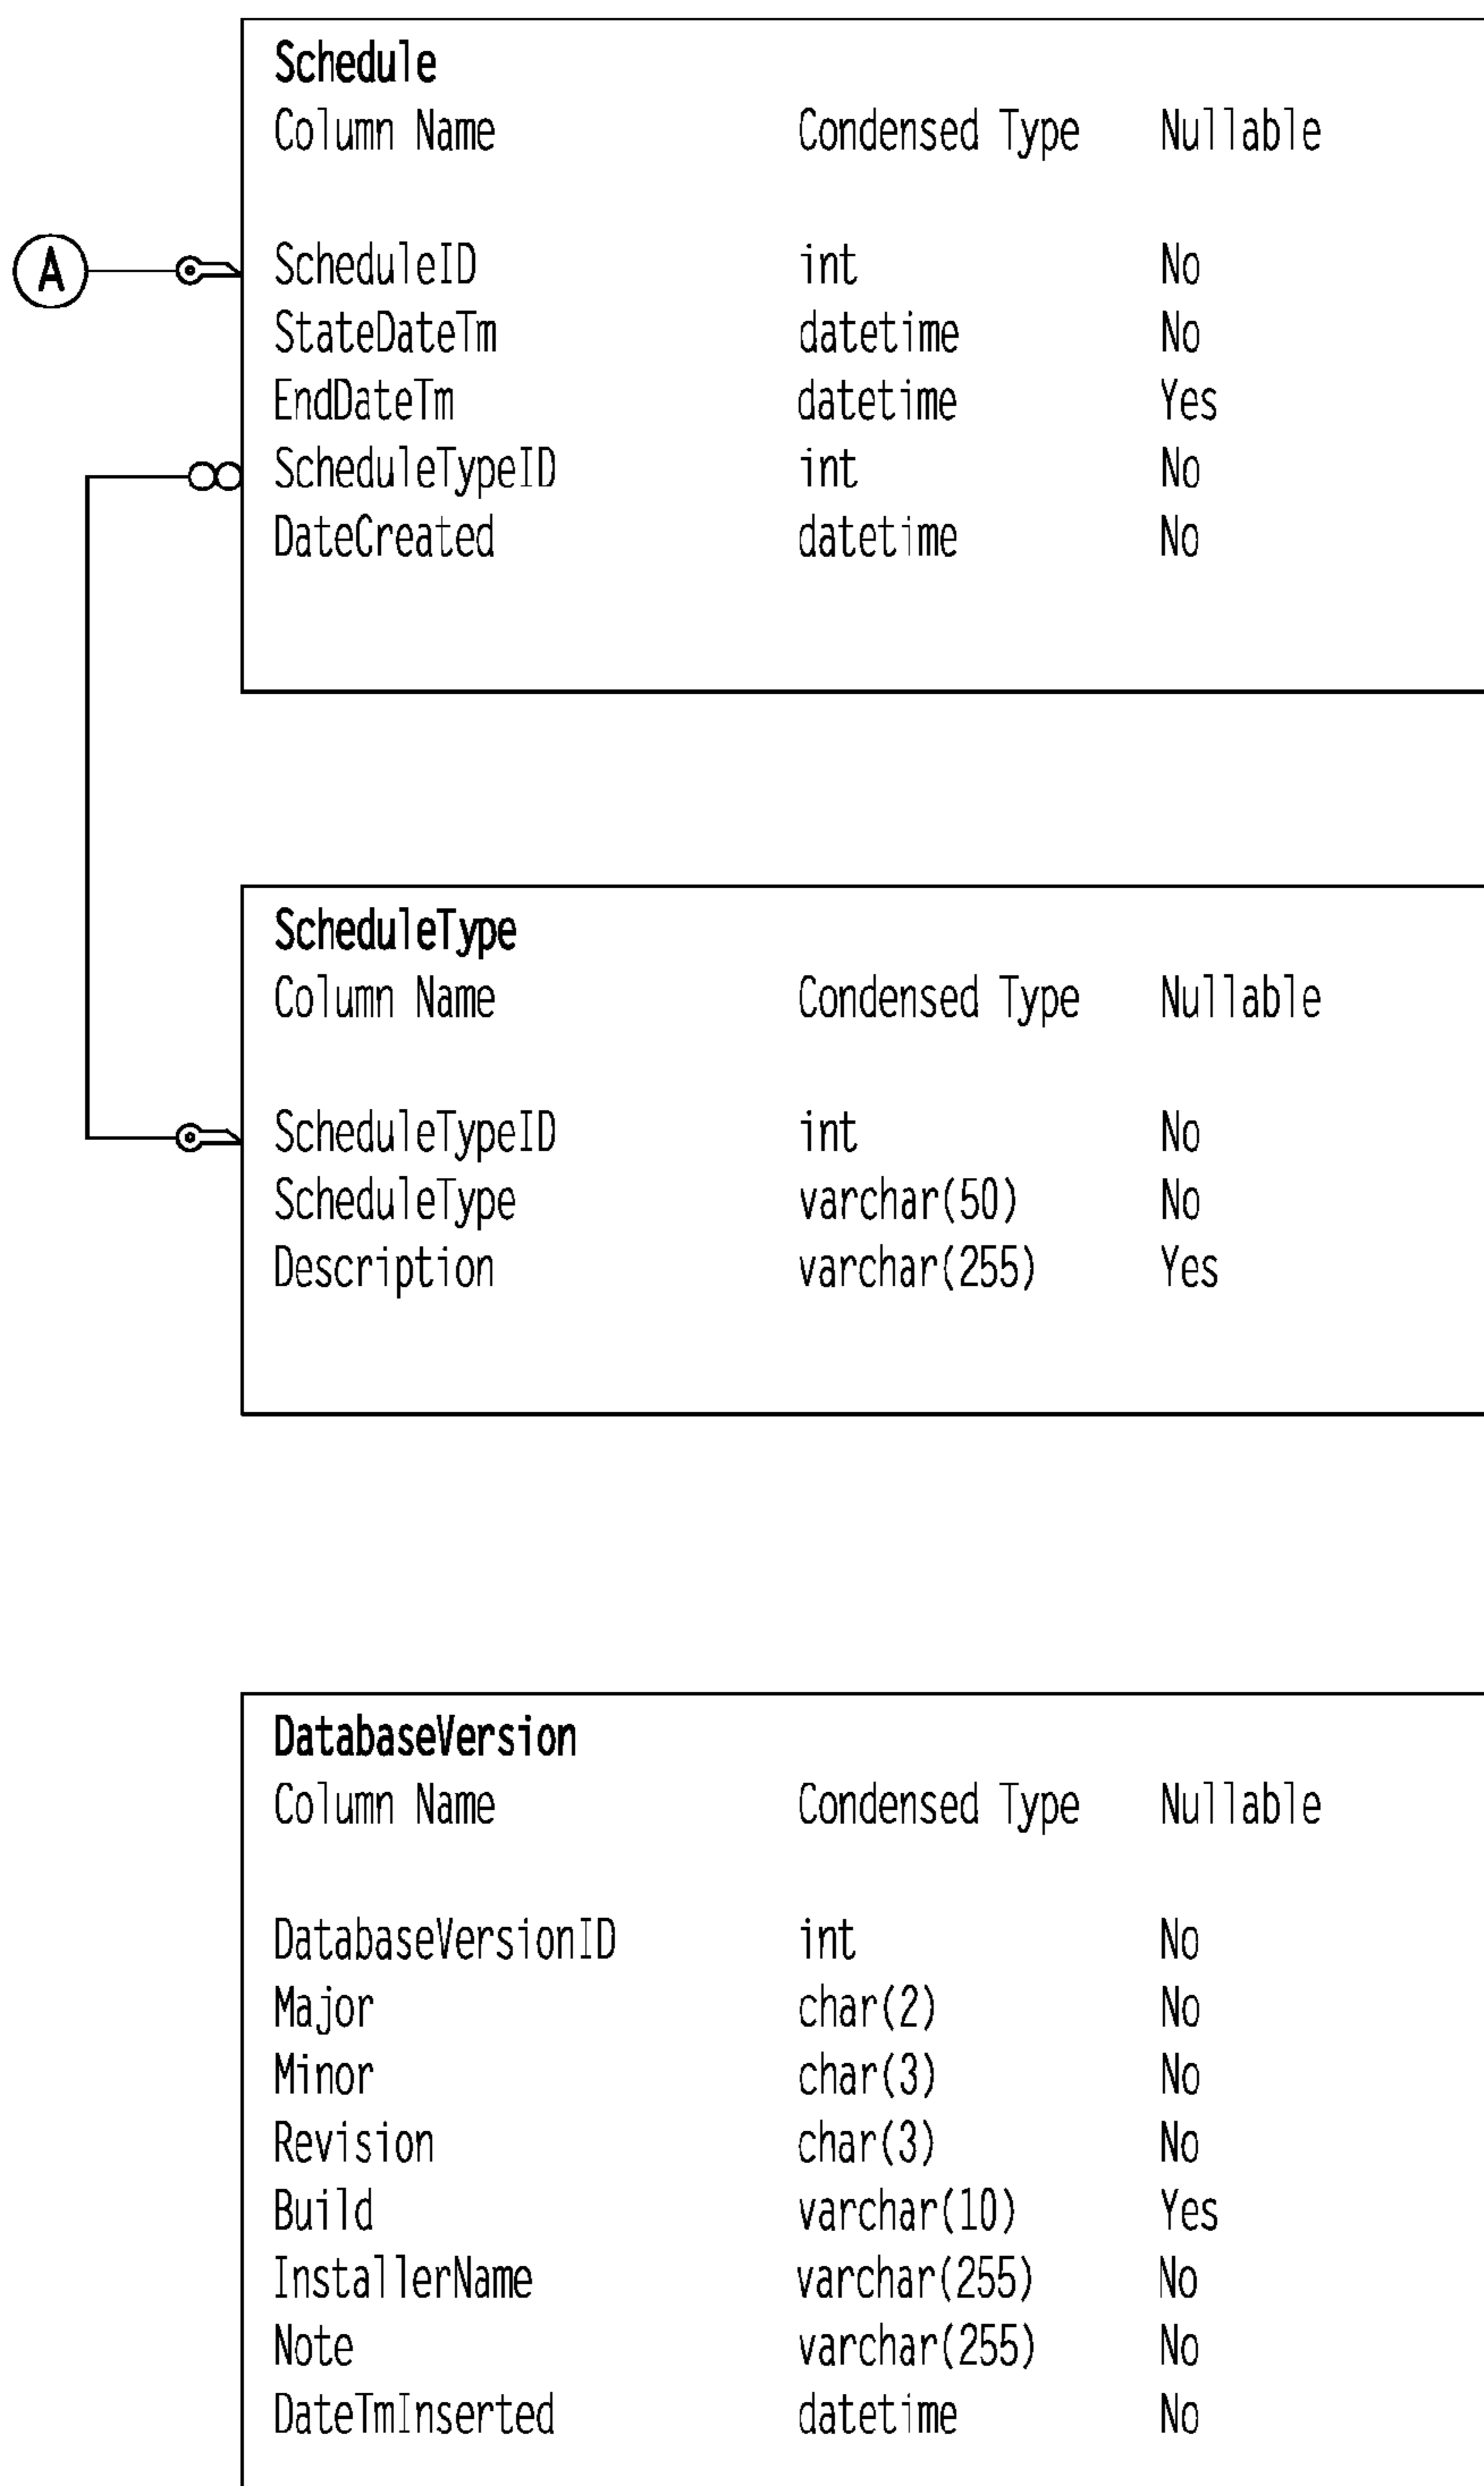 Schedule
Column Name Condensed Type Nullable
A ScheduleID int No
StateDateTm datetime No
EndDateTm datetime Yes
ScheduleTypeID int No
DateCreated datetime No
ScheduleType
Column Name Condensed Type Nullable
ScheduleTypeID int No
ScheduleType varchar(50) No
Description varchar(255) Yes
DatabaseVersion
Column Name Condensed Type Nullable
DatabaseVersionID int No
Major char(2) No
Minor char(3) No
Revision char(3) No
Build varchar(10) Yes
InstallerName varchar(255) No
Note varchar(255) No
DateTmInserted datetime No